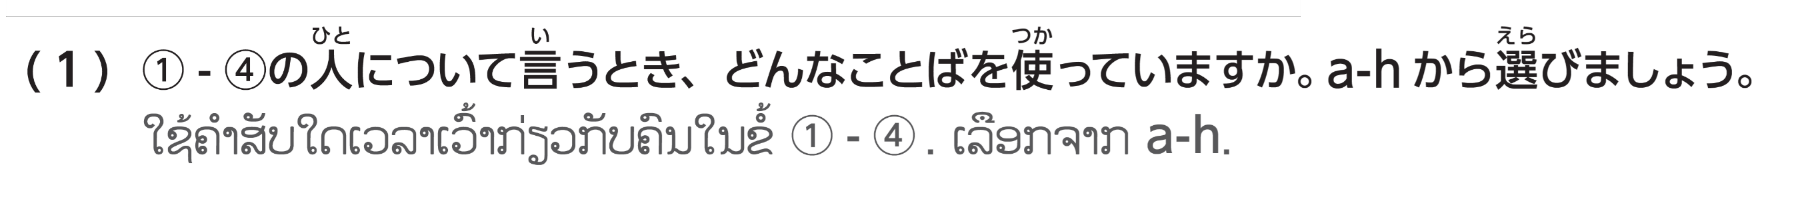 (1) ①-④の人について言うとき、どんなことばを使っていますか。a-h から選びましょう。
ໃຊ້ຄຳສັບໃດເວລາເວົ້າກ່ຽວກັບຄົນໃນຂໍ້ ① - ④ . ເລືອກຈາກ a-h.